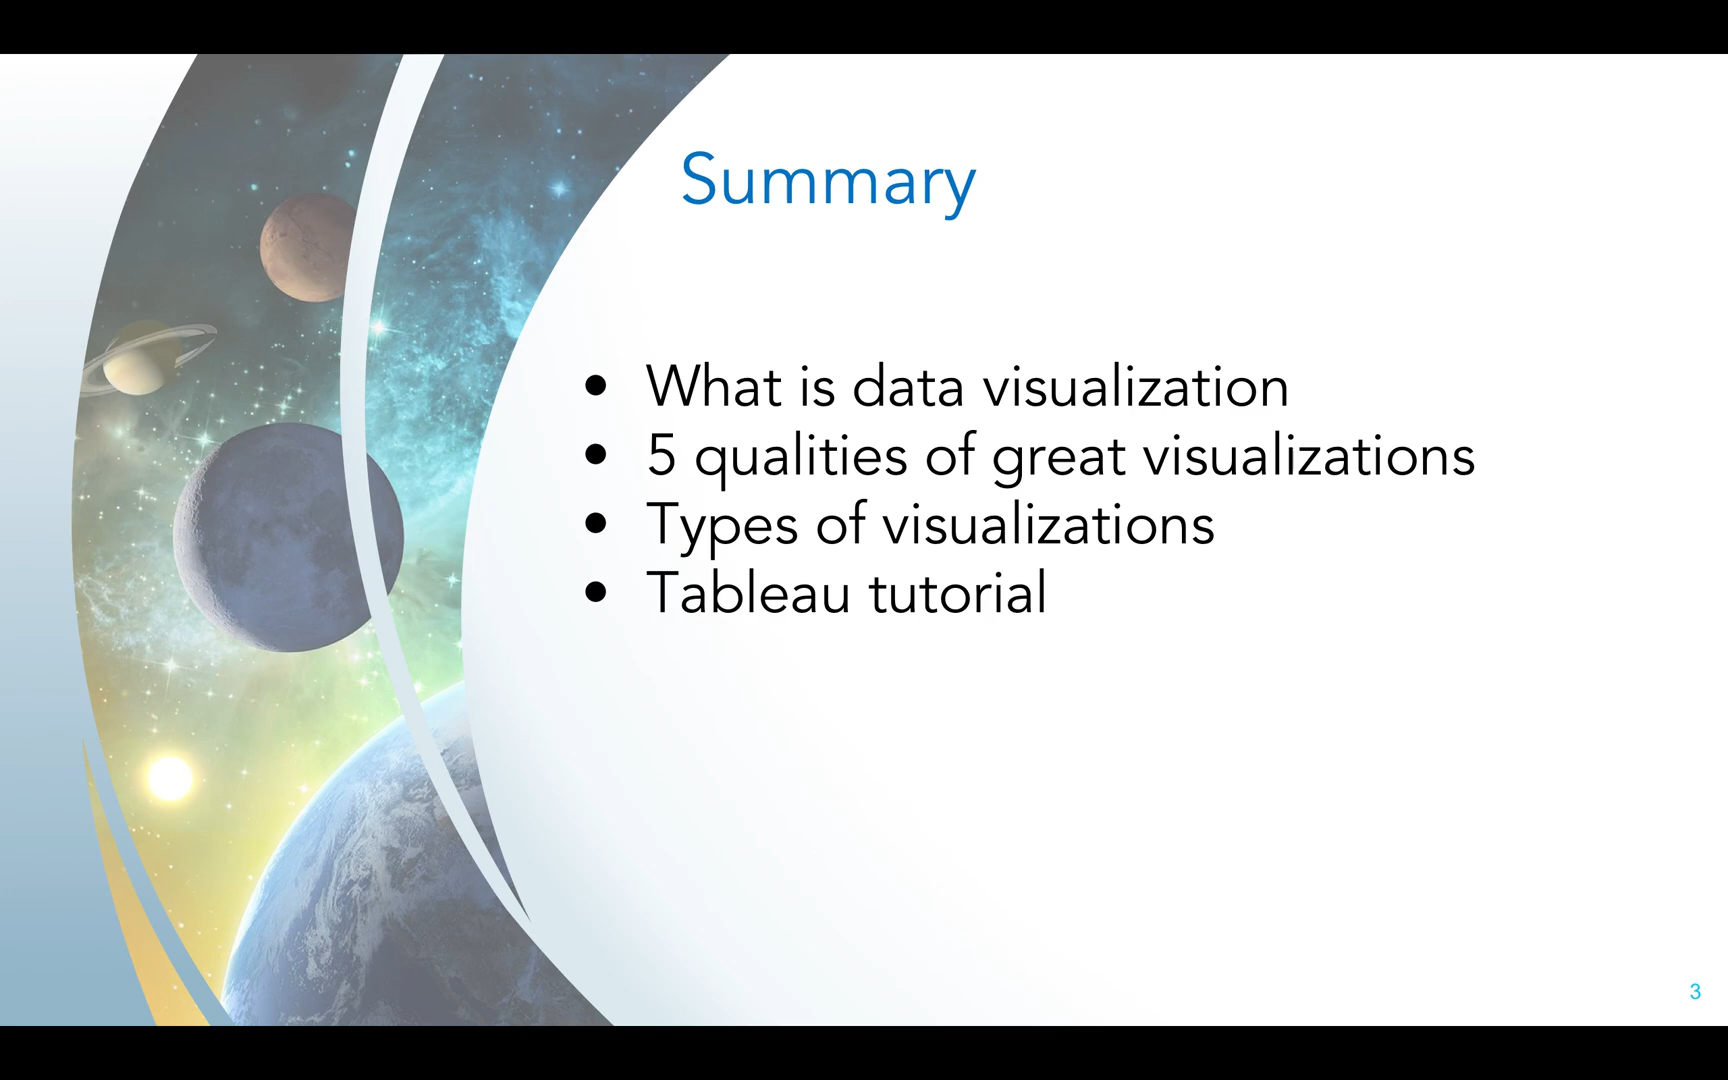 Summary
• What is data visualization
• 5 qualities of great visualizations
• Types of visualizations
• Tableau tutorial
3